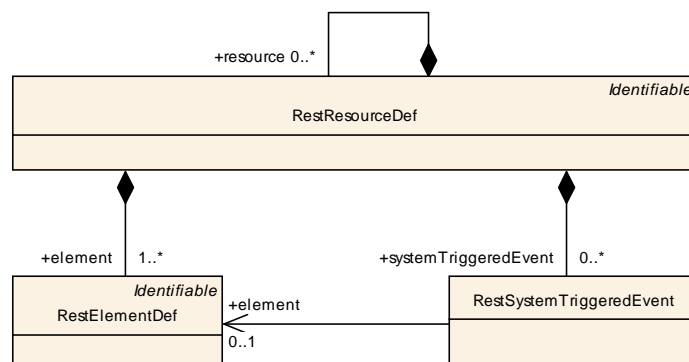 +resource 0..*
Identifiable
RestResourceDef
+element 1..*
+systemTriggeredEvent 0..*
Identifiable
RestElementDef
+element
0..1
RestSystemTriggeredEvent